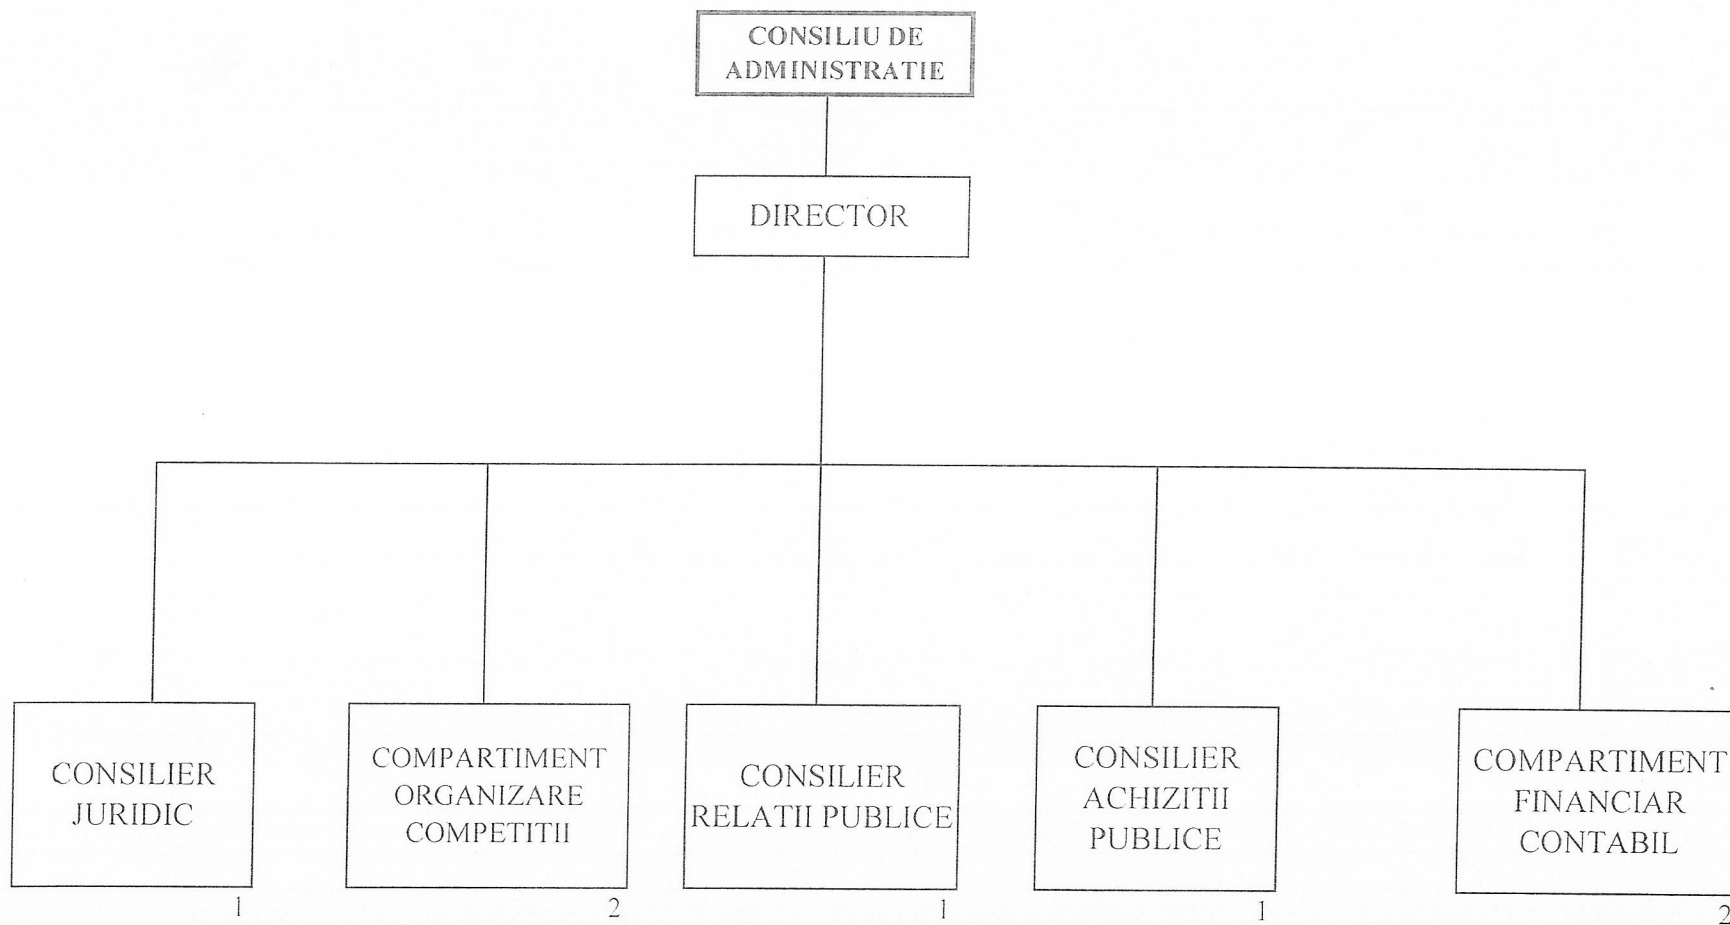 CONSILIU DE
ADMINISTRATIE
DIRECTOR
CONSILIER
JURIDIC
1
COMPARTIMENT
ORGANIZARE
COMPETITII
2
CONSILIER
RELATII PUBLICE
1
CONSILIER
ACHIZITII
PUBLICE
1
COMPARTIMENT
FINANCIAR
CONTABIL
2